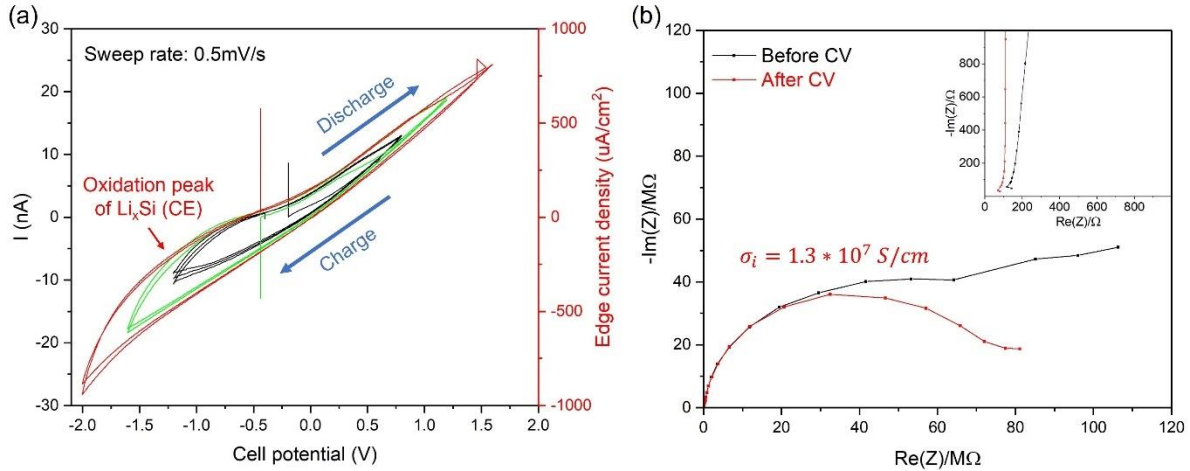 (a)
30
20
10
0
-10
-20
-30
I (nA)
1000
500
0
-500
-1000
Edge current density (uA/cm²)
Sweep rate: 0.5mV/s
Discharge
Charge
Oxidation peak
of LiₓSi (CE)
-2.0 -1.5 -1.0 -0.5 0.0 0.5 1.0 1.5 2.0
Cell potential (V)
(b)
120
100
80
60
40
20
0
-Im(Z)/MΩ
Before CV
After CV
800
600
400
200
-Im(Z)/Ω
0 200 400 600 800
Re(Z)/Ω
σᵢ = 1.3 * 10⁷ S/cm
0 20 40 60 80 100 120
Re(Z)/MΩ